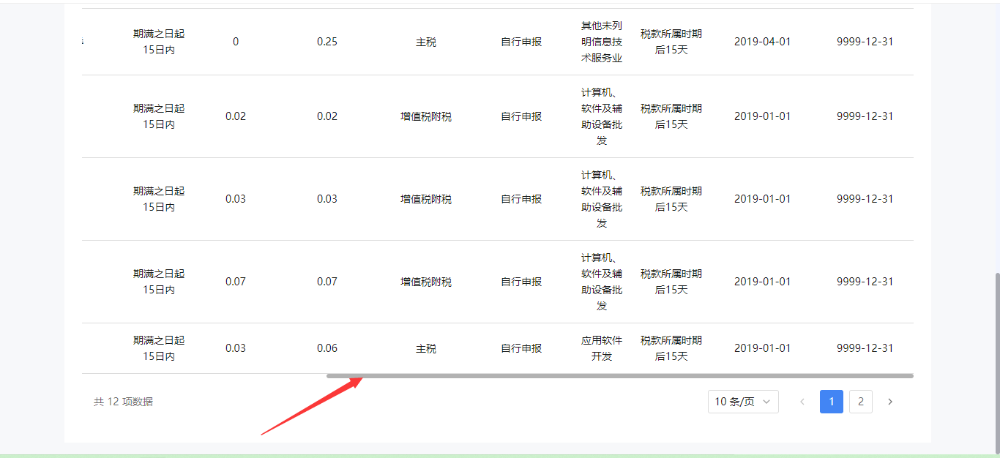 期满之日起
15日内
0
0.25
主税
自行申报
其他未列
明信息技
术服务业
税款所属时期
后15天
2019-04-01
9999-12-31
期满之日起
15日内
0.02
0.02
增值税附税
自行申报
计算机、
软件及辅
助设备批
发
税款所属时期
后15天
2019-01-01
9999-12-31
期满之日起
15日内
0.03
0.03
增值税附税
自行申报
计算机、
软件及辅
助设备批
发
税款所属时期
后15天
2019-01-01
9999-12-31
期满之日起
15日内
0.07
0.07
增值税附税
自行申报
计算机、
软件及辅
助设备批
发
税款所属时期
后15天
2019-01-01
9999-12-31
期满之日起
15日内
0.03
0.06
主税
自行申报
应用软件
开发
税款所属时期
后15天
2019-01-01
9999-12-31
共 12 项数据
10 条/页
1
2